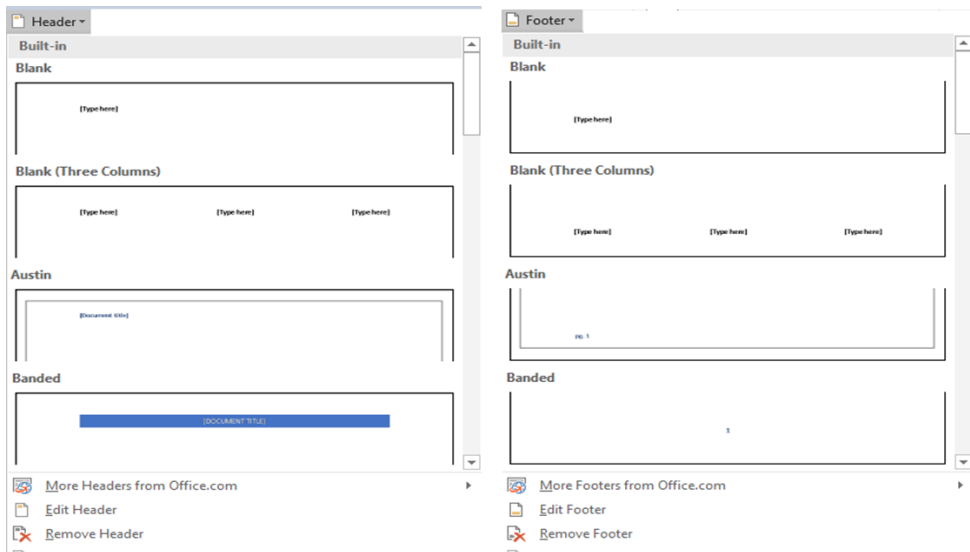 Header
Built-in
Blank
[Type here]
Blank (Three Columns)
[Type here] [Type here] [Type here]
Austin
[Document title]
Banded
[DOCUMENT TITLE]
More Headers from Office.com
Edit Header
Remove Header
Footer
Built-in
Blank
[Type here]
Blank (Three Columns)
[Type here] [Type here] [Type here]
Austin
pg. 1
Banded
More Footers from Office.com
Edit Footer
Remove Footer